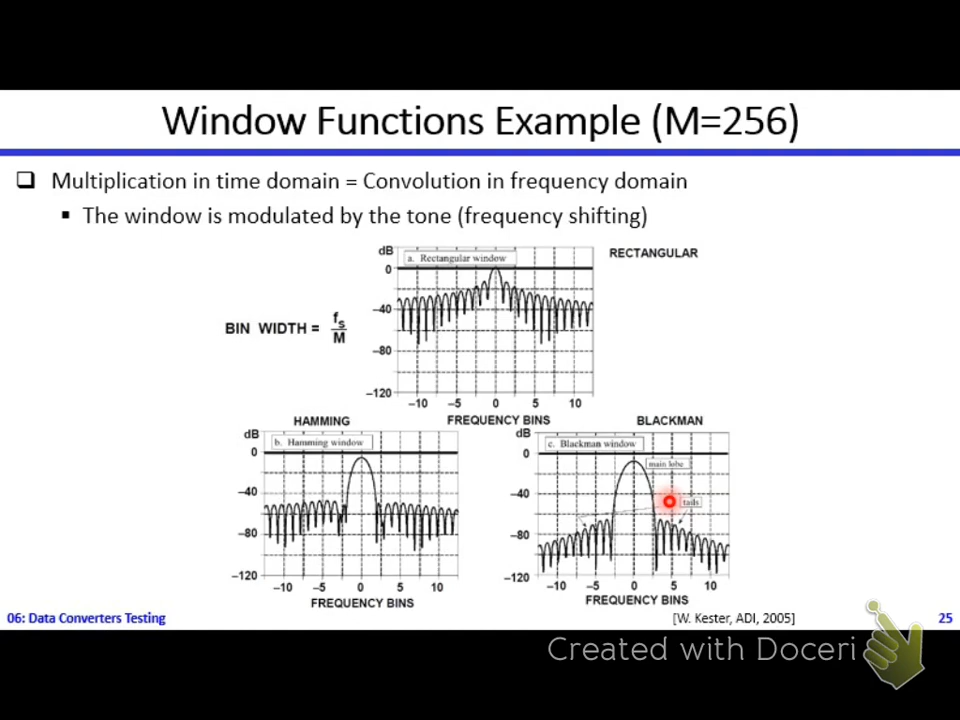 Window Functions Example (M=256)
❑ Multiplication in time domain = Convolution in frequency domain
▪ The window is modulated by the tone (frequency shifting)
RECTANGULAR
dB
a. Rectangular window
0
–40
–80
–120
–10 –5 0 5 10
FREQUENCY BINS
BIN WIDTH = fs
M
HAMMING
dB
b. Hamming window
0
–40
–80
–120
–10 –5 0 5 10
FREQUENCY BINS
BLACKMAN
dB
c. Blackman window
main lobe
tails
0
–40
–80
–120
–10 –5 0 5 10
FREQUENCY BINS
06: Data Converters Testing
[W. Kester, ADI, 2005]
25
Created with Doceri